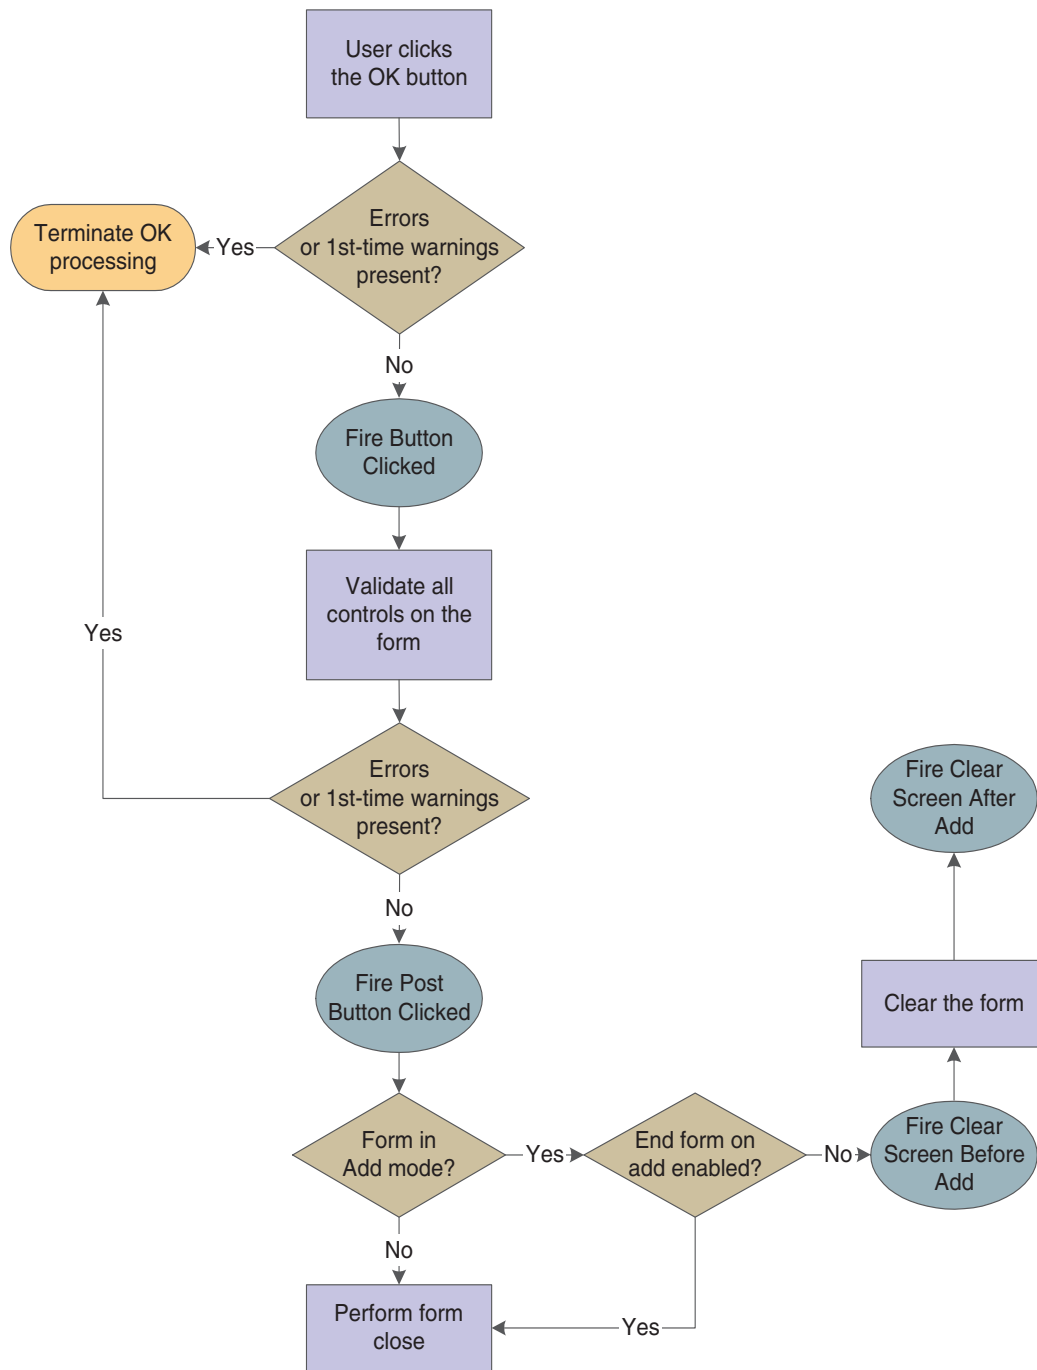 User clicks
the OK button
Errors
or 1st-time warnings
present?
Yes
Terminate OK
processing
No
Fire Button
Clicked
Validate all
controls on the
form
Yes
Errors
or 1st-time warnings
present?
No
Fire Post
Button Clicked
Form in
Add mode?
Yes
End form on
add enabled?
No
Fire Clear
Screen Before
Add
Clear the form
Fire Clear
Screen After
Add
No
Perform form
close
Yes